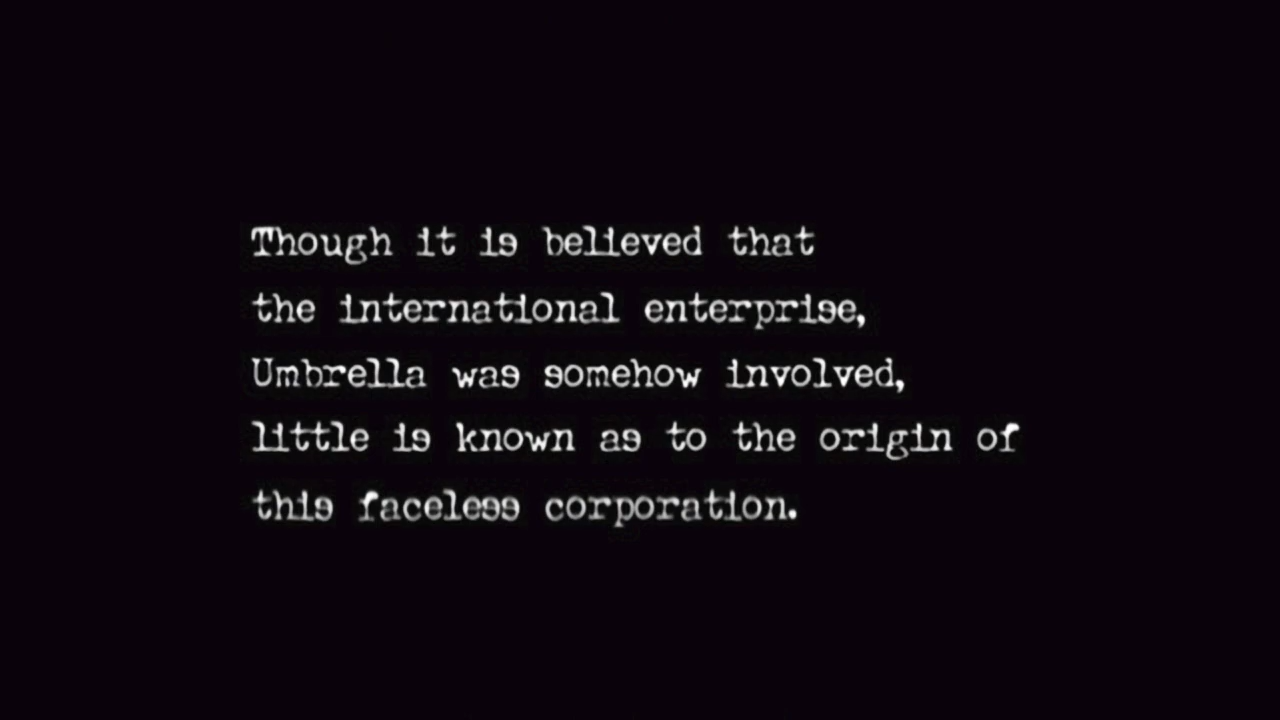 Though it is believed that
the international enterprise,
Umbrella was somehow involved,
little is known as to the origin of
this faceless corporation.